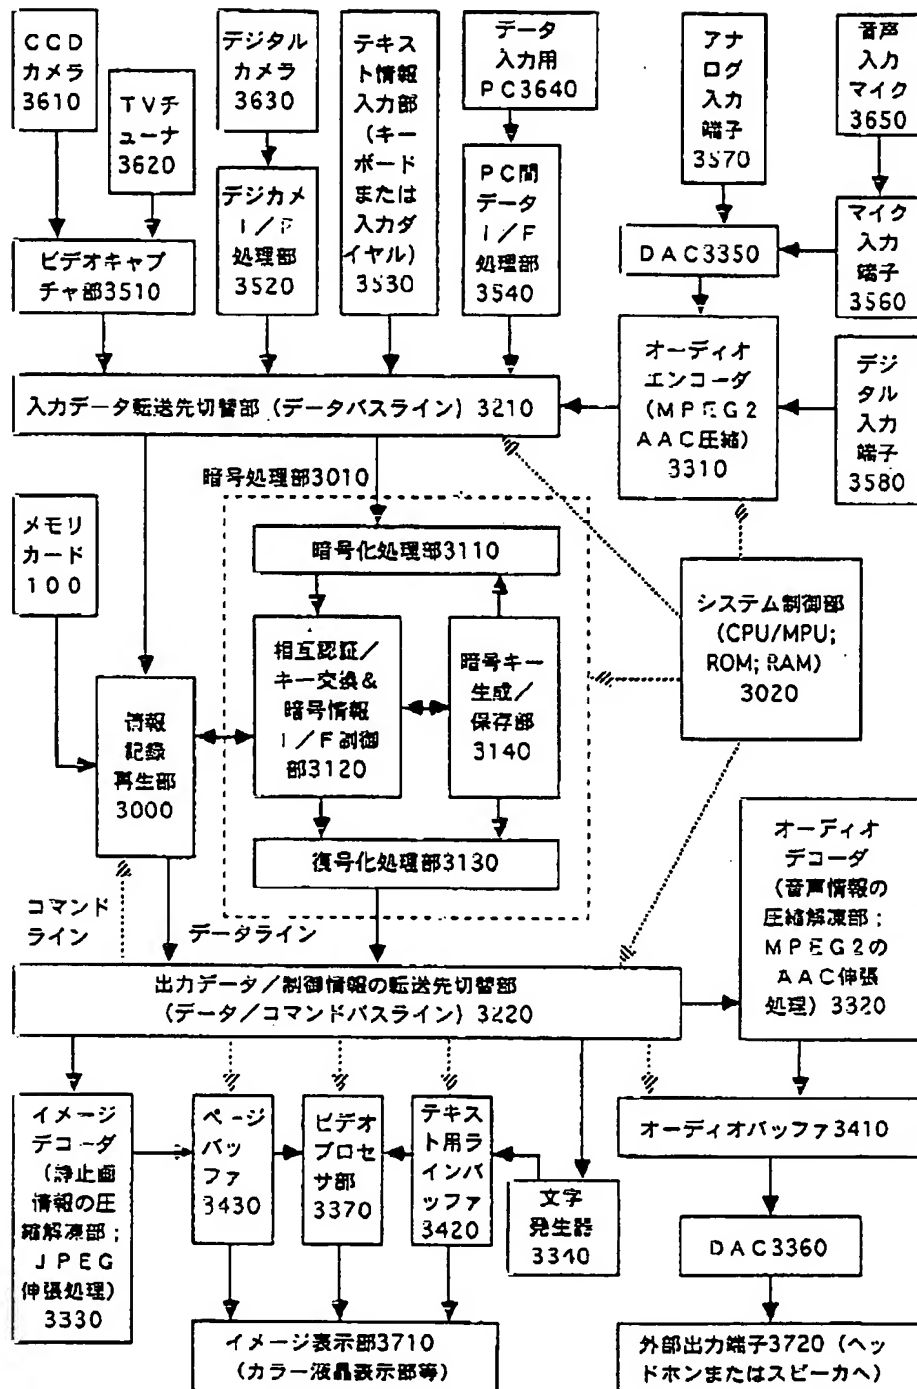 CCD
カメラ
3610
TVチ
ューナ
3620
デジタル
カメラ
3630
テキス
ト情報
入力部
(キー
ボード
または
入力ダ
イヤル)
3530
データ
入力用
PC3640
アナ
ログ
入力
端子
3570
音声
入力
マイク
3650
デジカメ
I/F
処理部
3520
PC間
データ
I/F
処理部
3540
マイク
入力
端子
3560
DAC3350
ビデオキャプ
チャ部3510
オーディオ
エンコーダ
(MPEG2
AAC圧縮)
3310
デジ
タル
入力
端子
3580
入力データ転送先切替部(データバスライン)3210
暗号処理部3010
メモリ
カード
100
暗号化処理部3110
システム制御部
(CPU/MPU;
ROM; RAM)
3020
相互認証/
キー交換&
暗号情報
I/F制御
部3120
暗号キー
生成/
保存部
3140
情報
記録
再生部
3000
復号化処理部3130
オーディオ
デコーダ
(音声情報の
圧縮解凍部;
MPEG2の
AAC伸張
処理)3320
コマンド
ライン
データライン
出力データ/制御情報の転送先切替部
(データ/コマンドバスライン)3220
イメージ
デコーダ
(静止画
情報の圧
縮解凍部;
JPEG
伸張処理)
3330
ページ
バッ
ファ
3430
ビデオ
プロセ
サ部
3370
テキス
ト用ラ
インバ
ッファ
3420
文字
発生器
3340
オーディオバッファ3410
DAC3360
イメージ表示部3710
(カラー液晶表示部等)
外部出力端子3720(ヘッ
ドホンまたはスピーカへ)